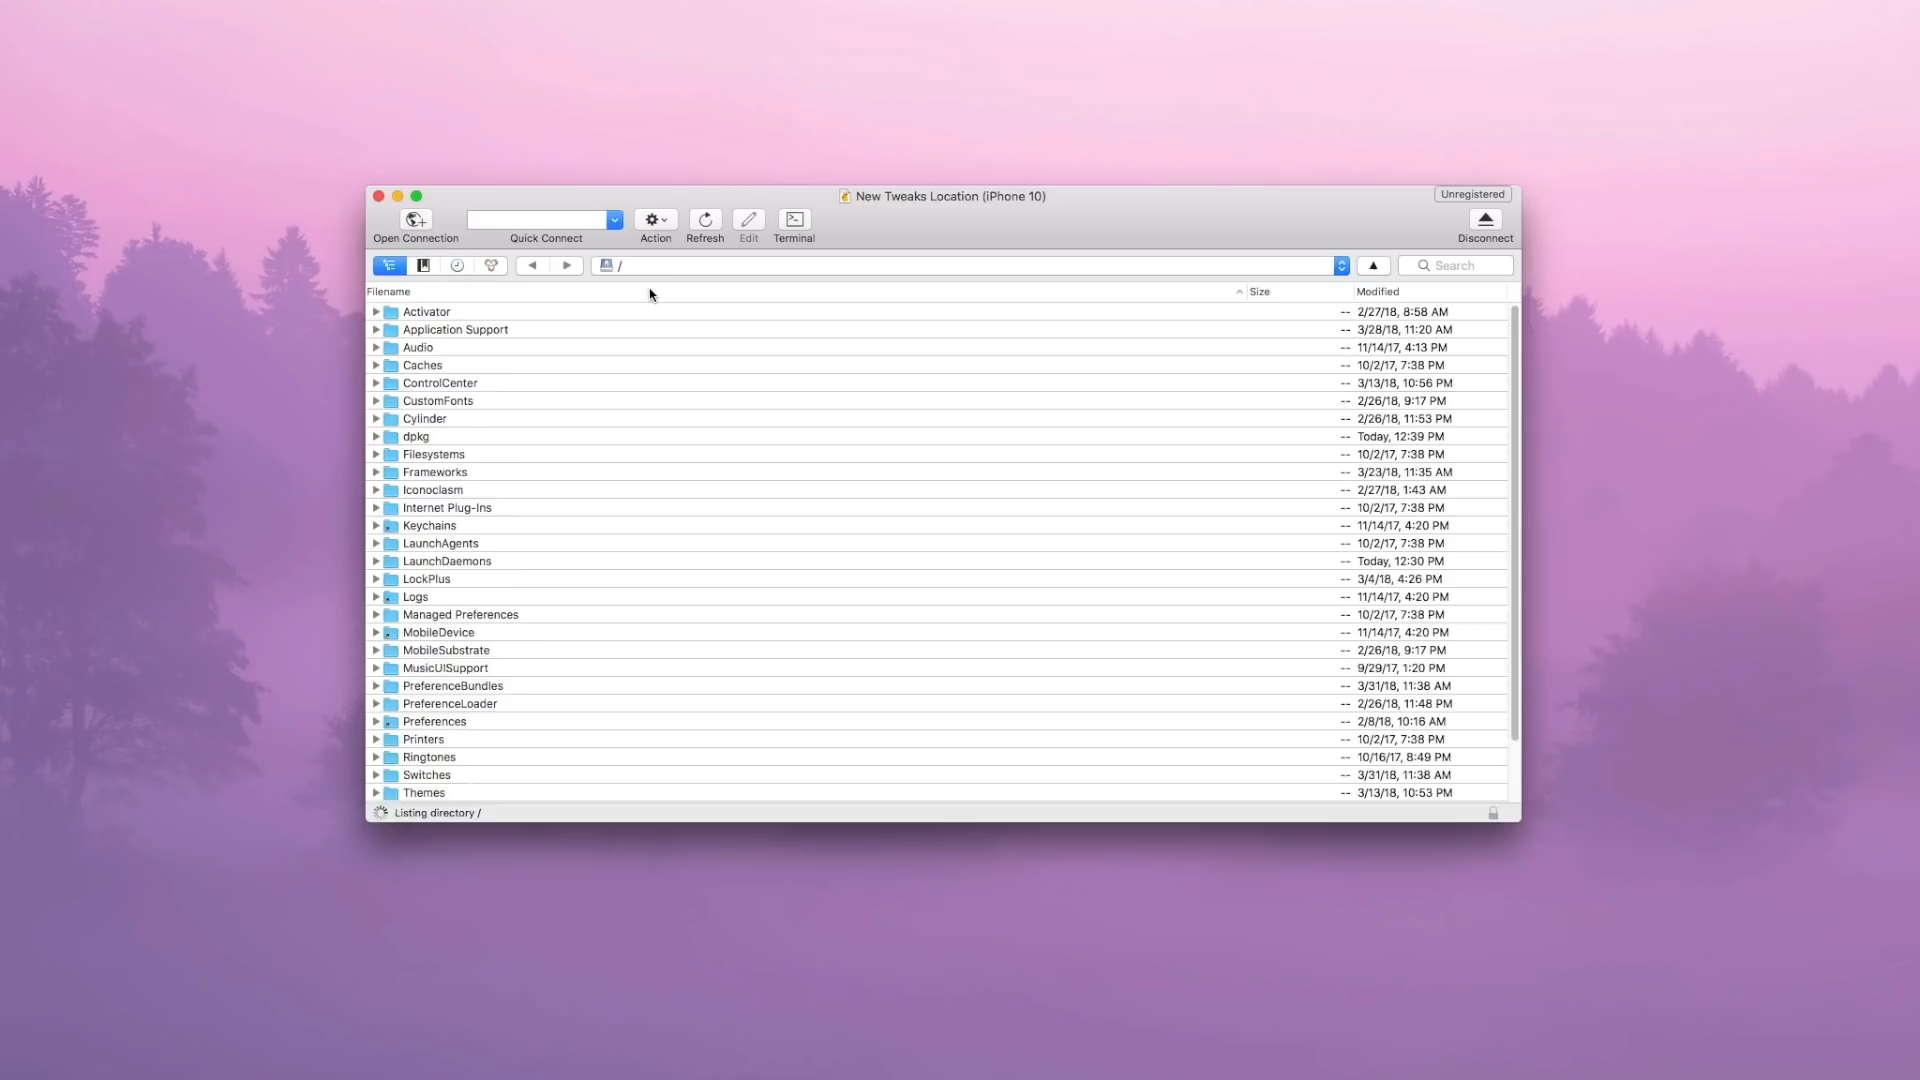 New Tweaks Location (iPhone 10)
Unregistered
Open Connection
Quick Connect
Action
Refresh
Edit
Terminal
Disconnect
/
Search
Filename
Size
Modified
Activator -- 2/27/18, 8:58 AM
Application Support -- 3/28/18, 11:20 AM
Audio -- 11/14/17, 4:13 PM
Caches -- 10/2/17, 7:38 PM
ControlCenter -- 3/13/18, 10:56 PM
CustomFonts -- 2/26/18, 9:17 PM
Cylinder -- 2/26/18, 11:53 PM
dpkg -- Today, 12:39 PM
Filesystems -- 10/2/17, 7:38 PM
Frameworks -- 3/23/18, 11:35 AM
Iconoclasm -- 2/27/18, 1:43 AM
Internet Plug-Ins -- 10/2/17, 7:38 PM
Keychains -- 11/14/17, 4:20 PM
LaunchAgents -- 10/2/17, 7:38 PM
LaunchDaemons -- Today, 12:30 PM
LockPlus -- 3/4/18, 4:26 PM
Logs -- 11/14/17, 4:20 PM
Managed Preferences -- 10/2/17, 7:38 PM
MobileDevice -- 11/14/17, 4:20 PM
MobileSubstrate -- 2/26/18, 9:17 PM
MusicUISupport -- 9/29/17, 1:20 PM
PreferenceBundles -- 3/31/18, 11:38 AM
PreferenceLoader -- 2/26/18, 11:48 PM
Preferences -- 2/8/18, 10:16 AM
Printers -- 10/2/17, 7:38 PM
Ringtones -- 10/16/17, 8:49 PM
Switches -- 3/31/18, 11:38 AM
Themes -- 3/13/18, 10:53 PM
Listing directory /